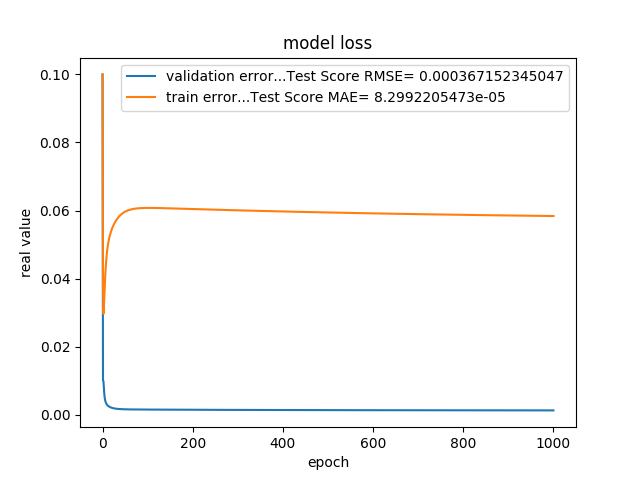 model loss
validation error...Test Score RMSE= 0.000367152345047
train error...Test Score MAE= 8.2992205473e-05
real value
0.10
0.08
0.06
0.04
0.02
0.00
0 200 400 600 800 1000
epoch